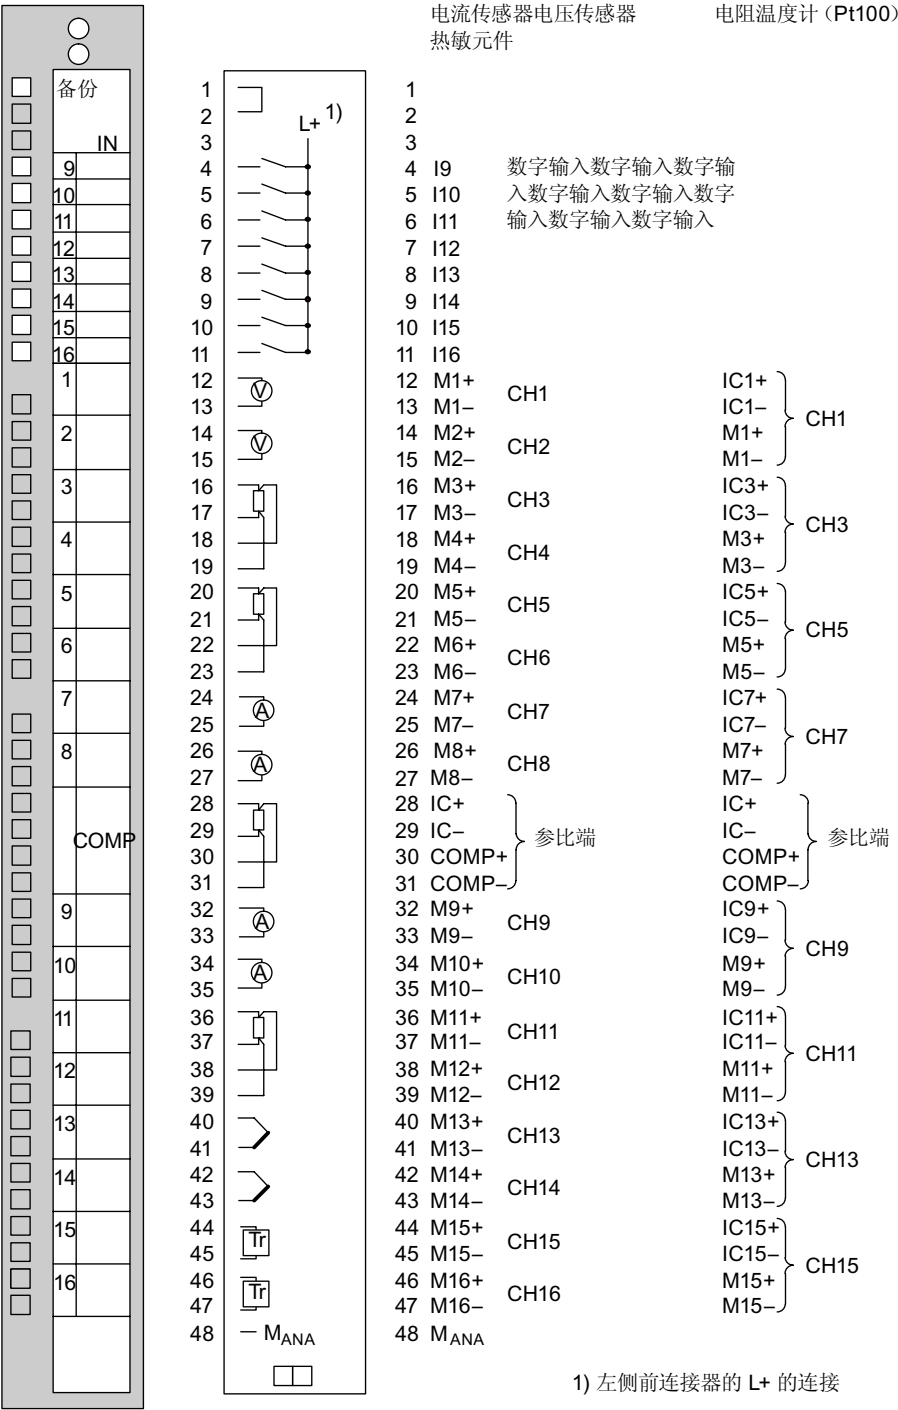 电流传感器电压传感器 电阻温度计（Pt100）
热敏元件
备份 1 1
2 L+ 1) 2
IN 3 3
9 4 4 I9 数字输入数字输入数字输
10 5 5 I10 入数字输入数字输入数字
11 6 6 I11 输入数字输入数字输入
12 7 7 I12
13 8 8 I13
14 9 9 I14
15 10 10 I15
16 11 11 I16
1 12 V 12 M1+ CH1 IC1+ CH1
13 13 M1– IC1–
2 14 V 14 M2+ CH2 M1+
15 15 M2– M1–
3 16 16 M3+ CH3 IC3+ CH3
17 17 M3– IC3–
4 18 18 M4+ CH4 M3+
19 19 M4– M3–
5 20 20 M5+ CH5 IC5+ CH5
21 21 M5– IC5–
6 22 22 M6+ CH6 M5+
23 23 M6– M5–
7 24 A 24 M7+ CH7 IC7+ CH7
25 25 M7– IC7–
8 26 A 26 M8+ CH8 M7+
27 27 M8– M7–
28 28 IC+ IC+
COMP 29 29 IC– 参比端 IC– 参比端
30 30 COMP+ COMP+
31 31 COMP– COMP–
9 32 A 32 M9+ CH9 IC9+ CH9
33 33 M9– IC9–
10 34 A 34 M10+ CH10 M9+
35 35 M10– M9–
11 36 36 M11+ CH11 IC11+ CH11
37 37 M11– IC11–
12 38 38 M12+ CH12 M11+
39 39 M12– M11–
13 40 40 M13+ CH13 IC13+ CH13
41 41 M13– IC13–
14 42 42 M14+ CH14 M13+
43 43 M14– M13–
15 44 Tr 44 M15+ CH15 IC15+ CH15
45 45 M15– IC15–
16 46 Tr 46 M16+ CH16 M15+
47 47 M16– M15–
48 MANA 48 MANA
1) 左侧前连接器的 L+ 的连接